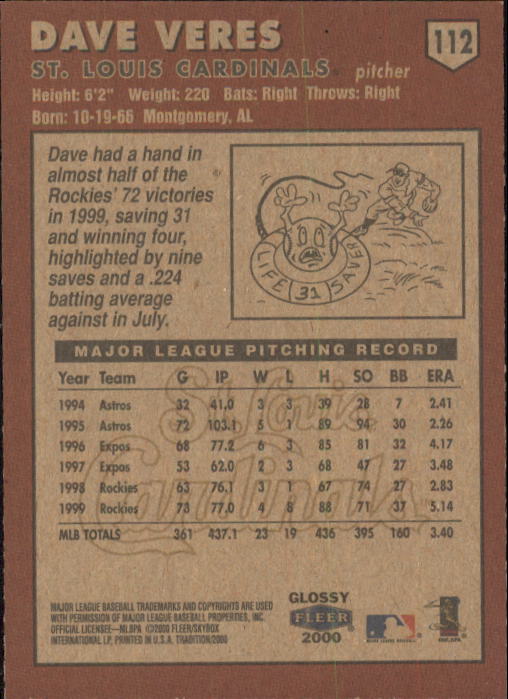 DAVE VERES
112
ST. LOUIS CARDINALS. pitcher
Height: 6'2" Weight: 220 Bats: Right Throws: Right
Born: 10-19-66 Montgomery, AL
Dave had a hand in
almost half of the
Rockies' 72 victories
in 1999, saving 31
and winning four,
highlighted by nine
saves and a .224
batting average
against in July.
LIFE 31 SAVER
MAJOR LEAGUE PITCHING RECORD
Year Team G IP W L H SO BB ERA
1994 Astros 32 41.0 3 3 39 28 7 2.41
1995 Astros 72 103.1 5 1 89 94 30 2.26
1996 Expos 68 77.2 6 3 85 81 32 4.17
1997 Expos 53 62.0 2 3 68 47 27 3.48
1998 Rockies 63 76.1 3 1 67 74 27 2.83
1999 Rockies 73 77.0 4 8 88 71 37 5.14
MLB TOTALS 361 437.1 23 19 436 395 160 3.40
St. Louis
Cardinals
MAJOR LEAGUE BASEBALL TRADEMARKS AND COPYRIGHTS ARE USED
WITH PERMISSION OF MAJOR LEAGUE BASEBALL PROPERTIES, INC.
OFFICIAL LICENSEE—MLBPA ©2000 FLEER/SKYBOX
INTERNATIONAL LP, PRINTED IN U.S.A. TRADITION/2000
GLOSSY
FLEER
2000